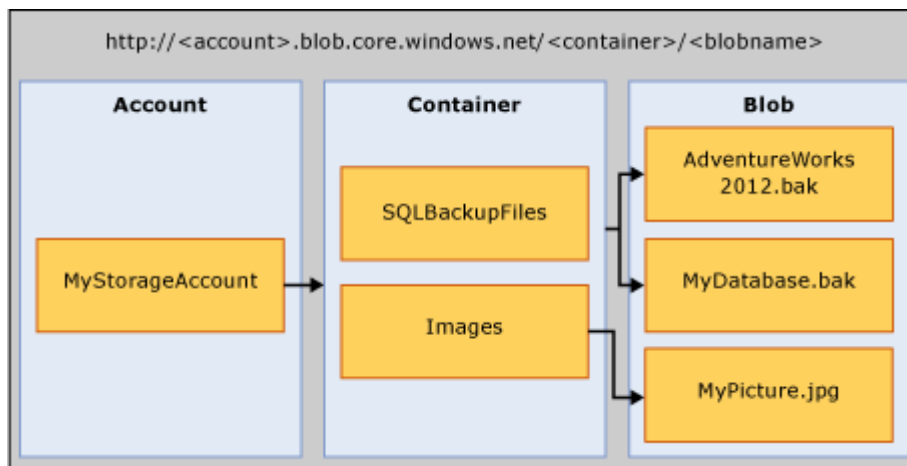 http://<account>.blob.core.windows.net/<container>/<blobname>
Account
Container
Blob
MyStorageAccount
SQLBackupFiles
Images
AdventureWorks
2012.bak
MyDatabase.bak
MyPicture.jpg